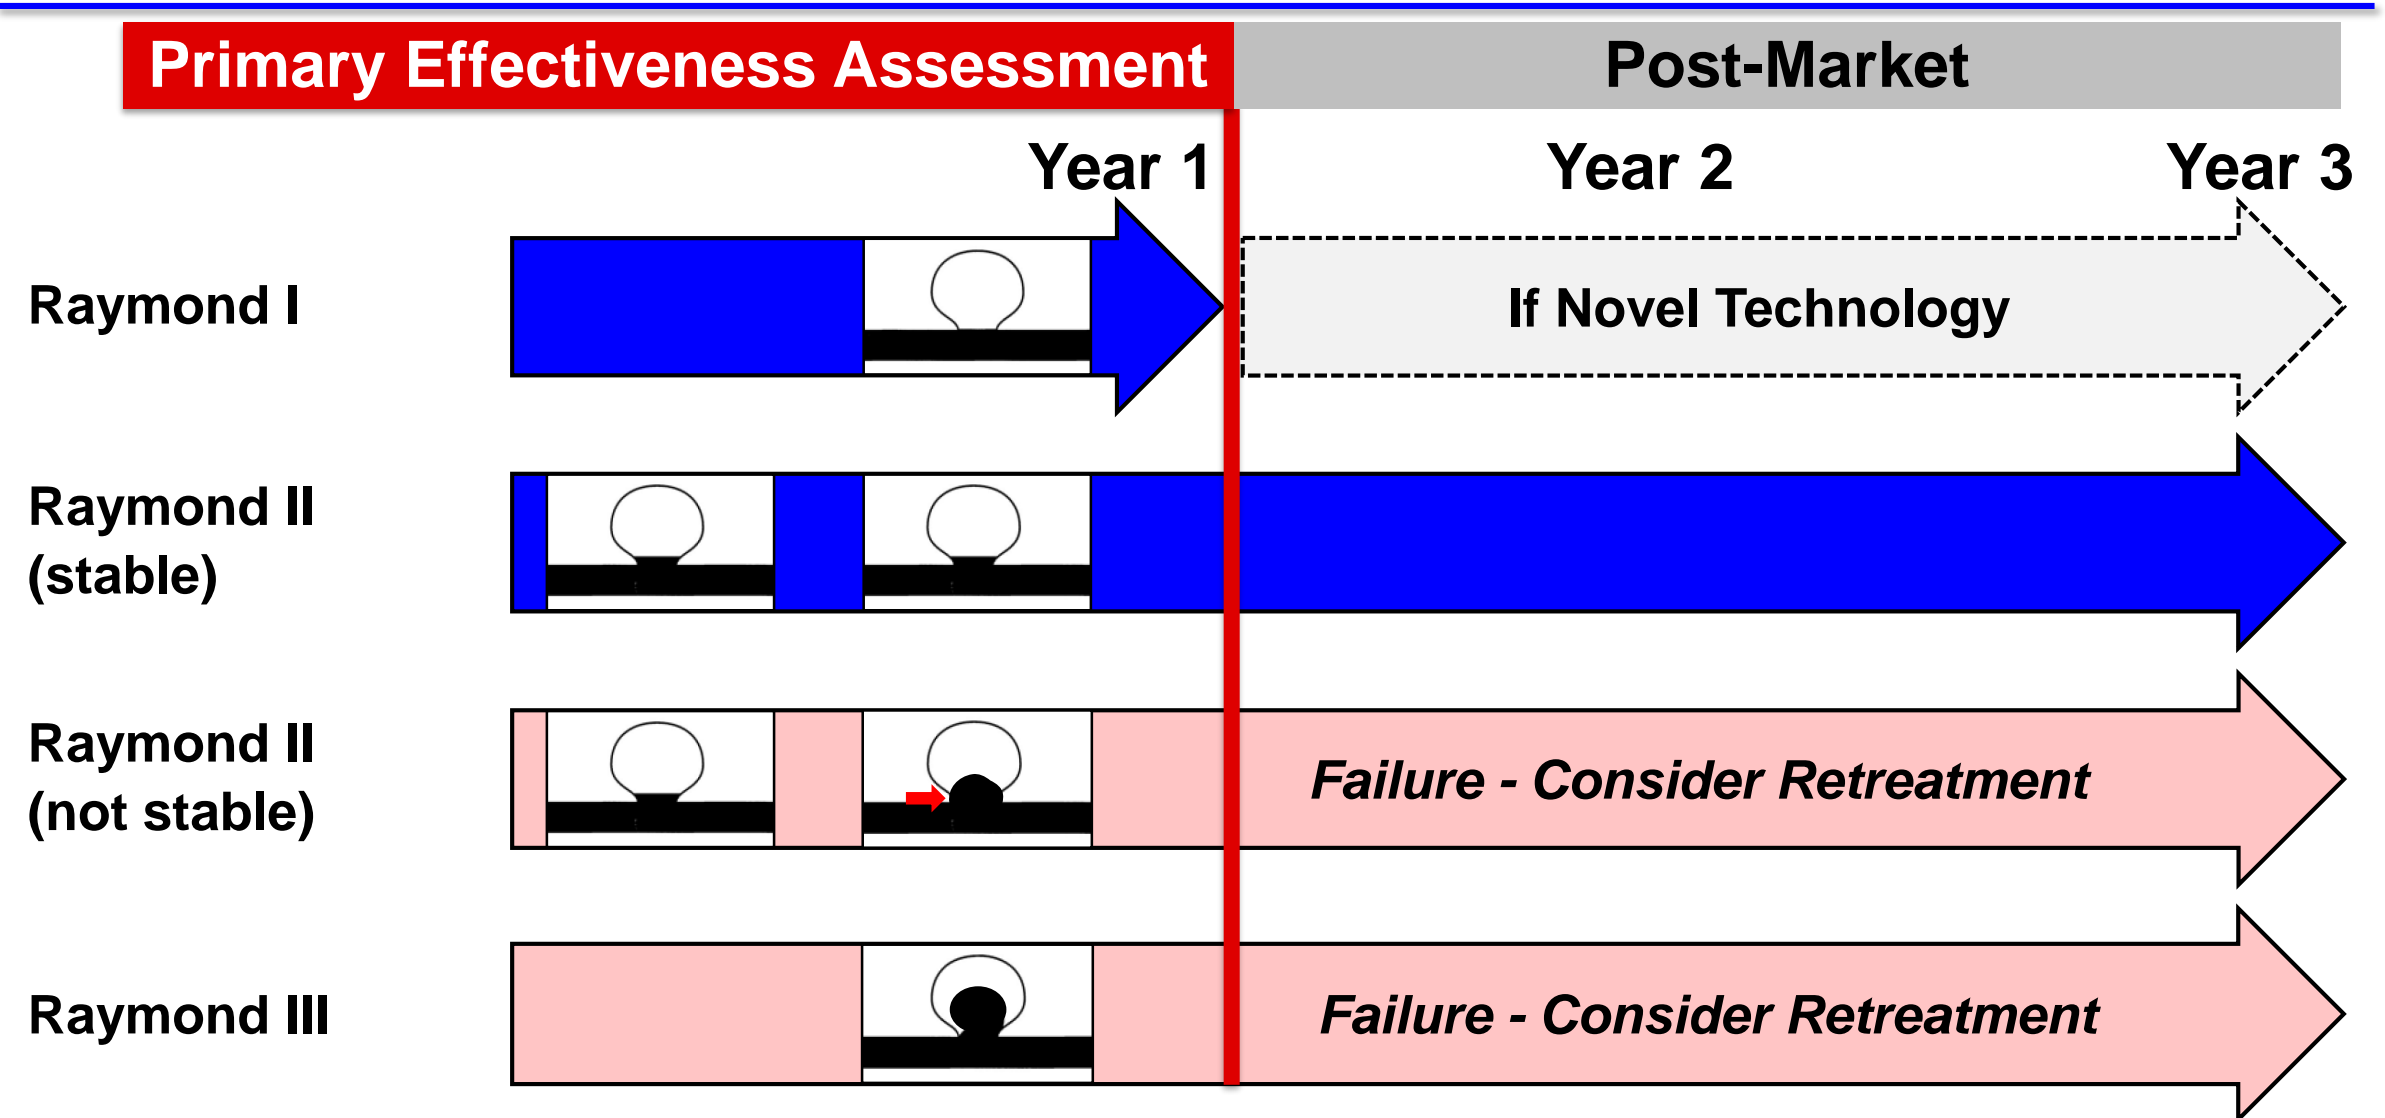 Primary Effectiveness Assessment
Post-Market
Year 1
Year 2
Year 3
Raymond I
If Novel Technology
Raymond II
(stable)
Raymond II
(not stable)
Failure - Consider Retreatment
Raymond III
Failure - Consider Retreatment